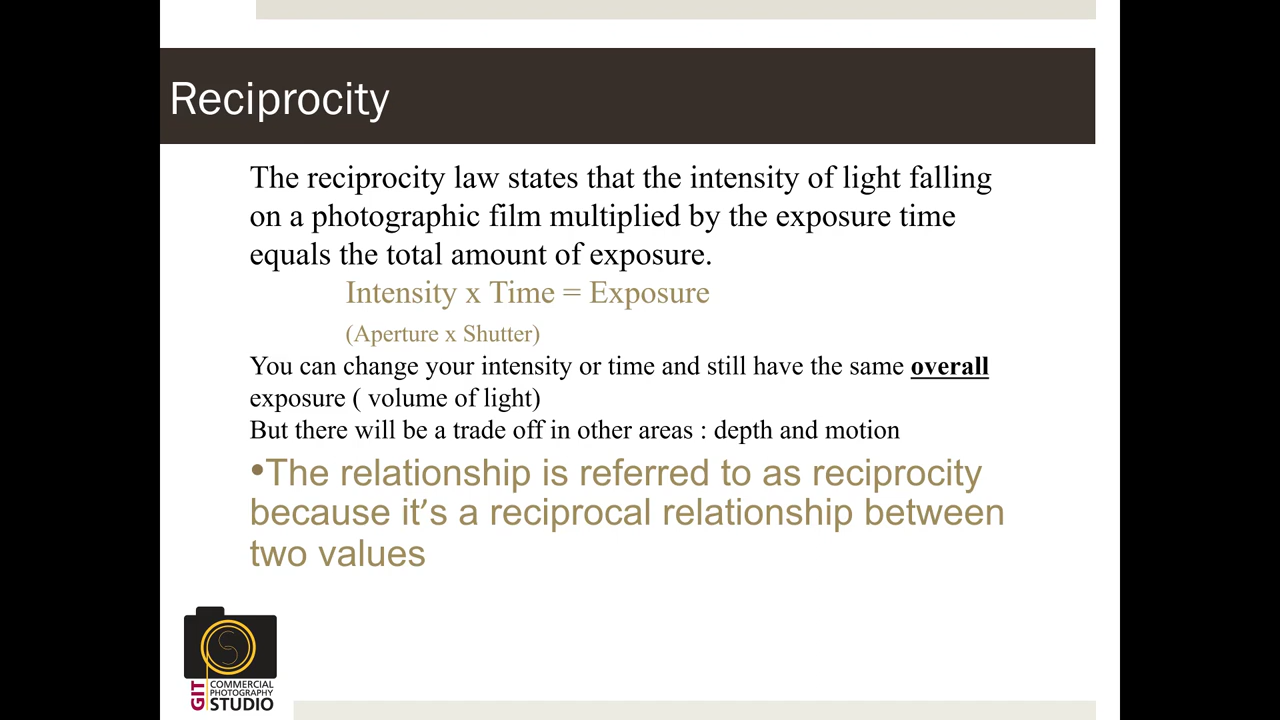 Reciprocity
The reciprocity law states that the intensity of light falling
on a photographic film multiplied by the exposure time
equals the total amount of exposure.
Intensity x Time = Exposure
(Aperture x Shutter)
You can change your intensity or time and still have the same overall
exposure ( volume of light)
But there will be a trade off in other areas : depth and motion
•The relationship is referred to as reciprocity
because it’s a reciprocal relationship between
two values
GIT
COMMERCIAL
PHOTOGRAPHY
STUDIO